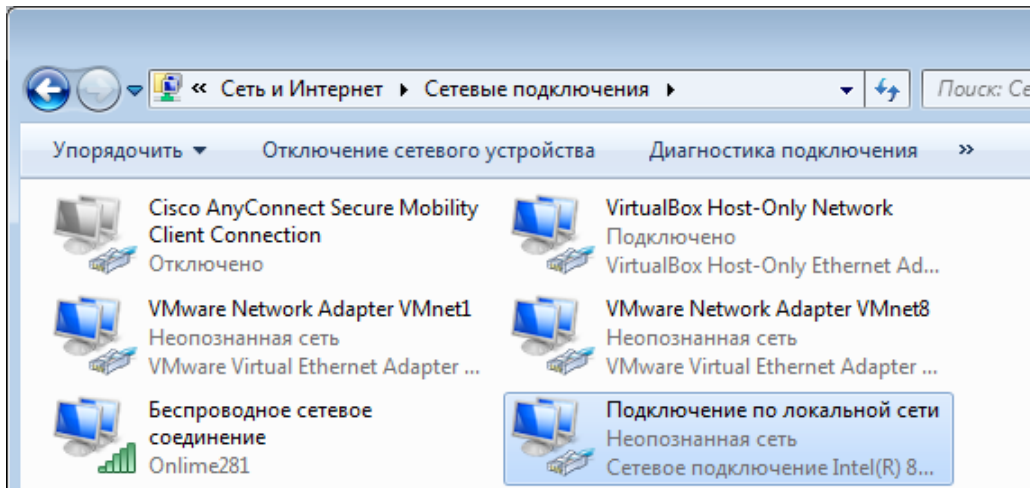 « Сеть и Интернет Сетевые подключения Поиск: Се
Упорядочить Отключение сетевого устройства Диагностика подключения »
Cisco AnyConnect Secure Mobility
Client Connection
Отключено
VirtualBox Host-Only Network
Подключено
VirtualBox Host-Only Ethernet Ad...
VMware Network Adapter VMnet1
Неопознанная сеть
VMware Virtual Ethernet Adapter ...
VMware Network Adapter VMnet8
Неопознанная сеть
VMware Virtual Ethernet Adapter ...
Беспроводное сетевое
соединение
Onlime281
Подключение по локальной сети
Неопознанная сеть
Сетевое подключение Intel(R) 8...